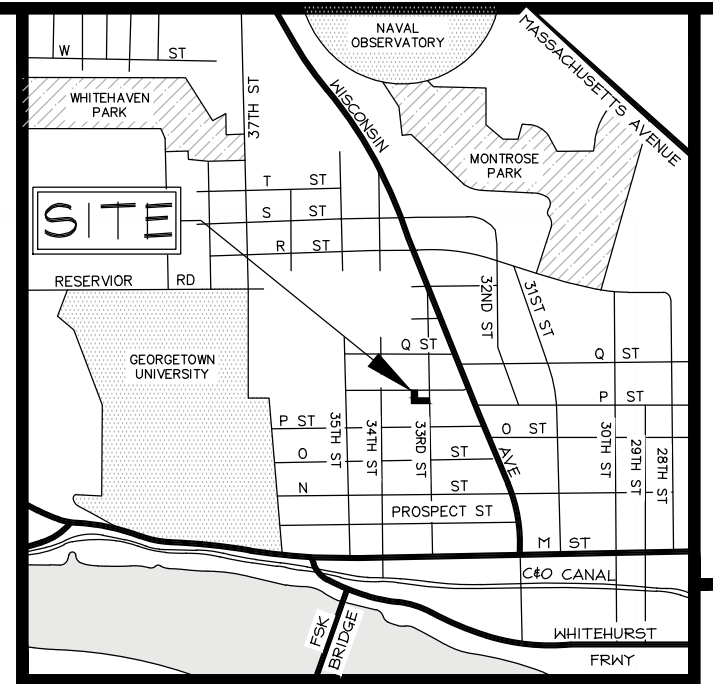 NAVAL
OBSERVATORY
MASSACHUSETTS AVENUE
W ST
WHITEHAVEN
PARK
37TH ST
WISCONSIN
MONTROSE
PARK
T ST
SITE
S ST
R ST
RESERVIOR RD
32ND ST
31ST ST
Q ST
Q ST
GEORGETOWN
UNIVERSITY
P ST
P ST
35TH ST
34TH ST
33RD ST
O ST
30TH ST
29TH ST
28TH ST
O ST
AVE
N ST
PROSPECT ST
M ST
C&O CANAL
FSK
BRIDGE
WHITEHURST
FRWY